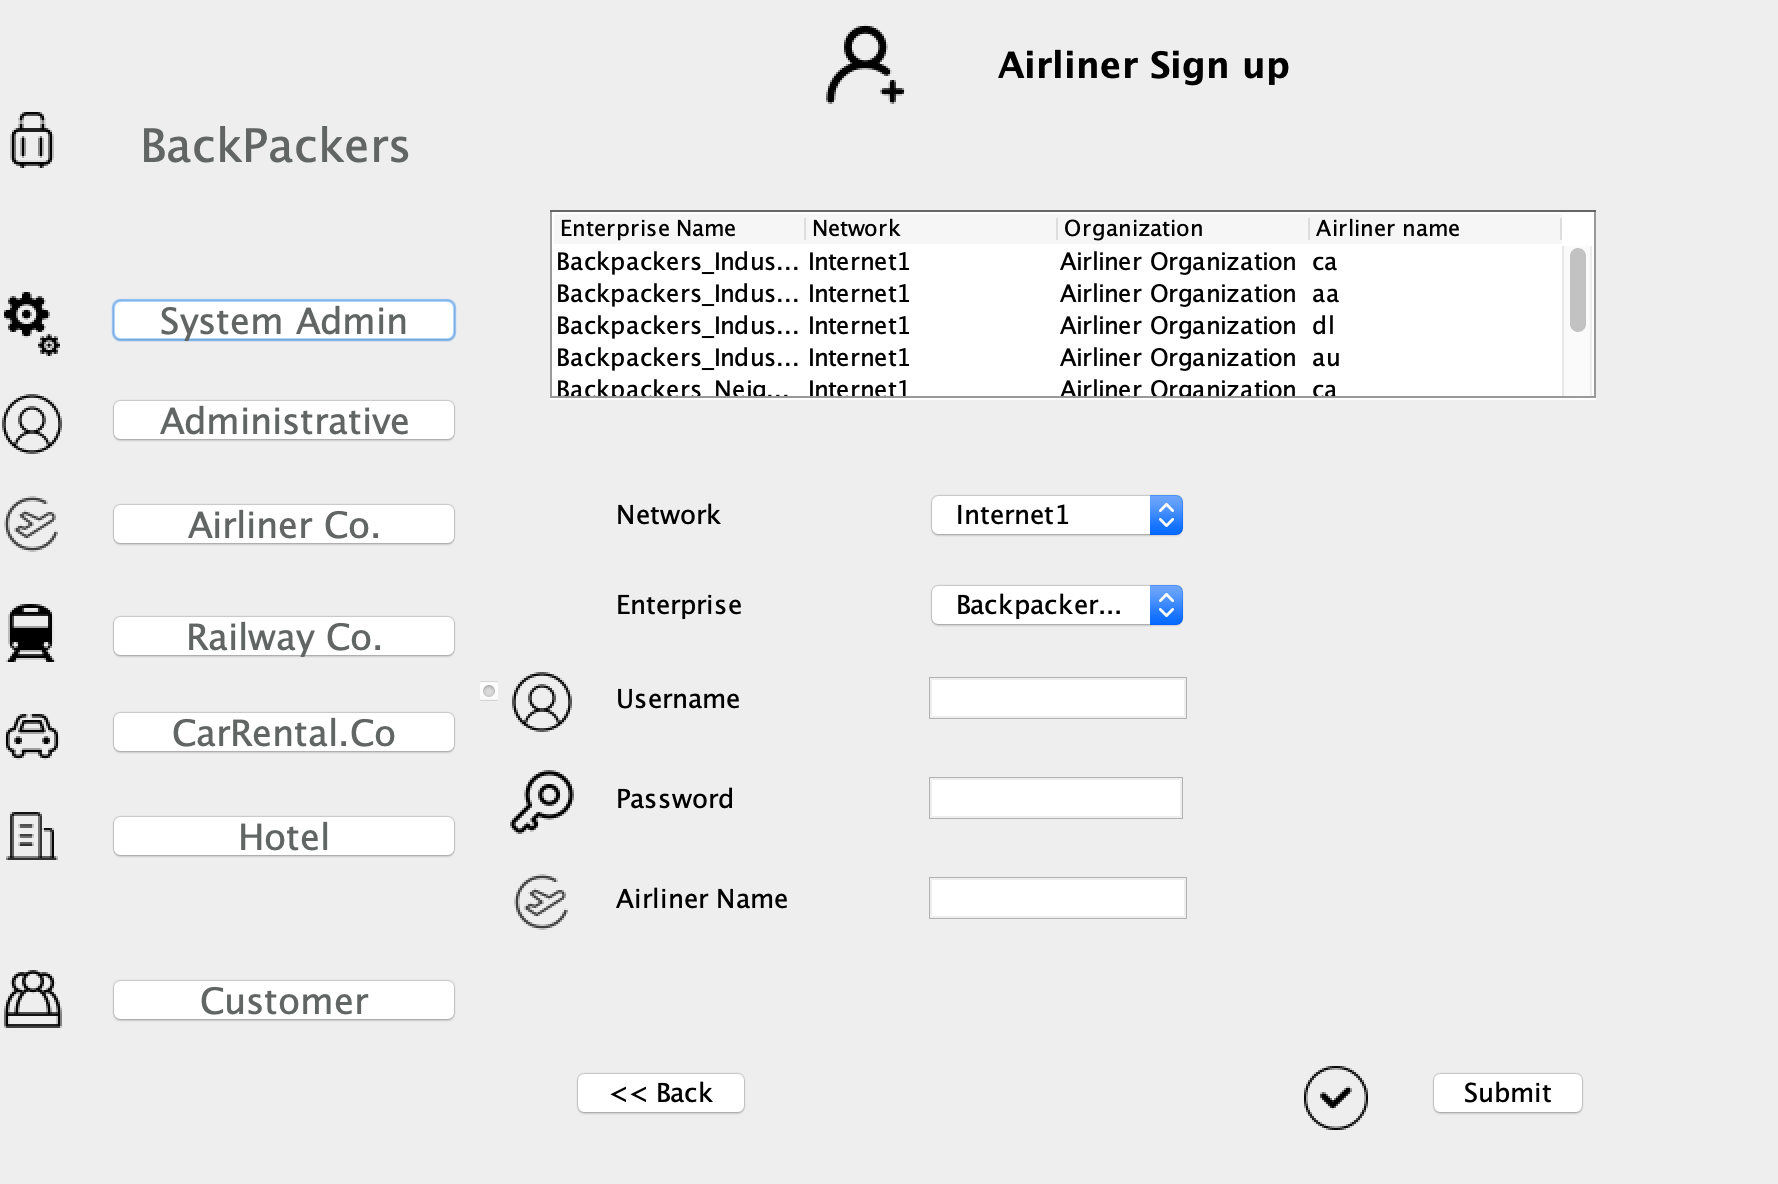 Airliner Sign up
BackPackers
System Admin
Administrative
Airliner Co.
Railway Co.
CarRental.Co
Hotel
Customer
Enterprise Name Network Organization Airliner name
Backpackers_Indus... Internet1 Airliner Organization ca
Backpackers_Indus... Internet1 Airliner Organization aa
Backpackers_Indus... Internet1 Airliner Organization dl
Backpackers_Indus... Internet1 Airliner Organization au
Backpackers_Neig... Internet1 Airliner Organization ca
Network Internet1
Enterprise Backpacker...
Username
Password
Airliner Name
<< Back
Submit